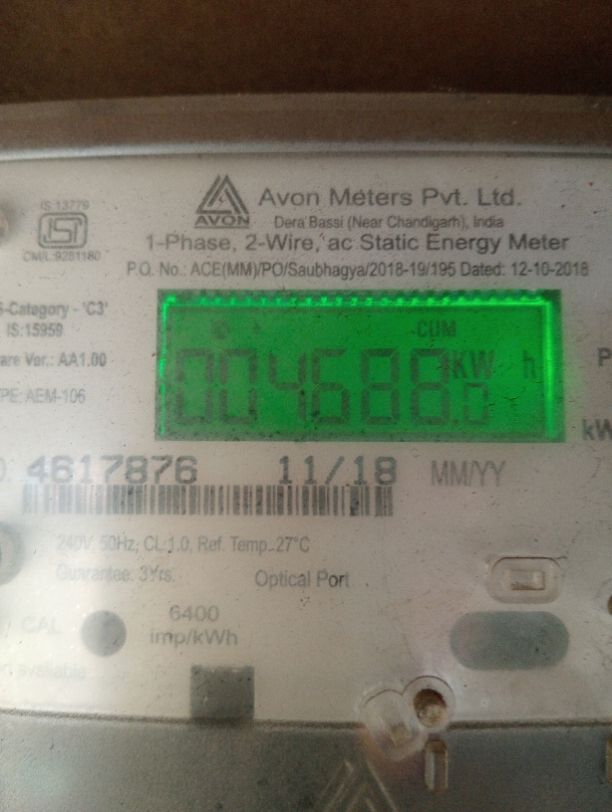 Avon Meters Pvt. Ltd.
AVON
Dera Bassi (Near Chandigarh), India
1-Phase, 2-Wire, ac Static Energy Meter
P.O. No.: ACE(MM)/PO/Saubhagya/2018-19/195 Dated: 12-10-2018
IS 13779
CM/L:9281180
-Category - 'C3'
IS:15959
are Ver.: AA1.00
PE: AEM-106
CUM
004688.0 KW h
4617876 11/18 MM/YY
240V, 50Hz, CL:1.0, Ref. Temp. 27°C
Guarantee: 3Yrs. Optical Port
CAL
6400
imp/kWh
available